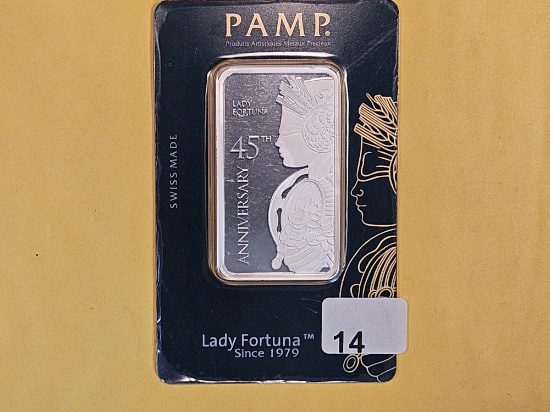 PAMP.
Produits Artistiques Métaux Précieux
LADY
FORTUNA
45TH
ANNIVERSARY
SWISS MADE
Lady Fortuna™
Since 1979
14